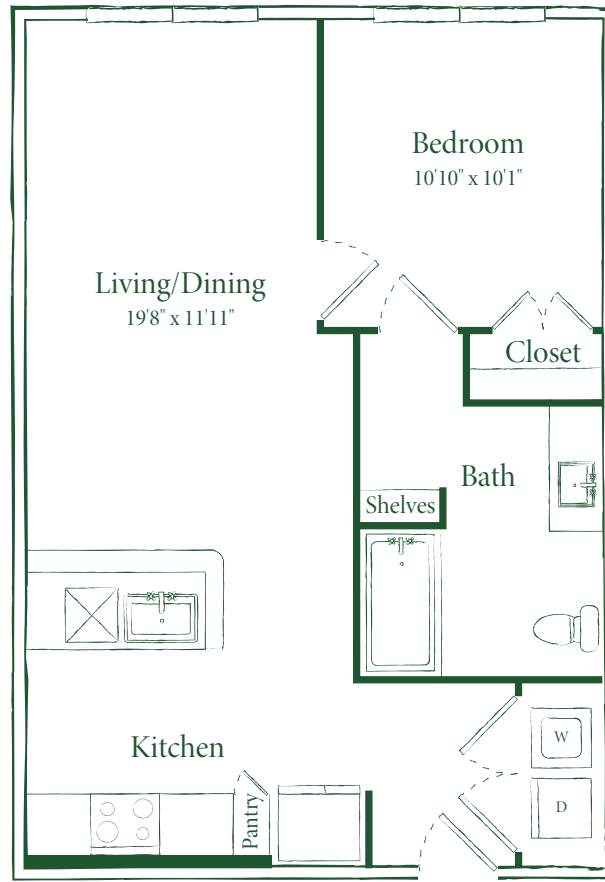 Bedroom
10'10" x 10'1"
Living/Dining
19'8" x 11'11"
Closet
Bath
Shelves
Kitchen
W
Pantry
D